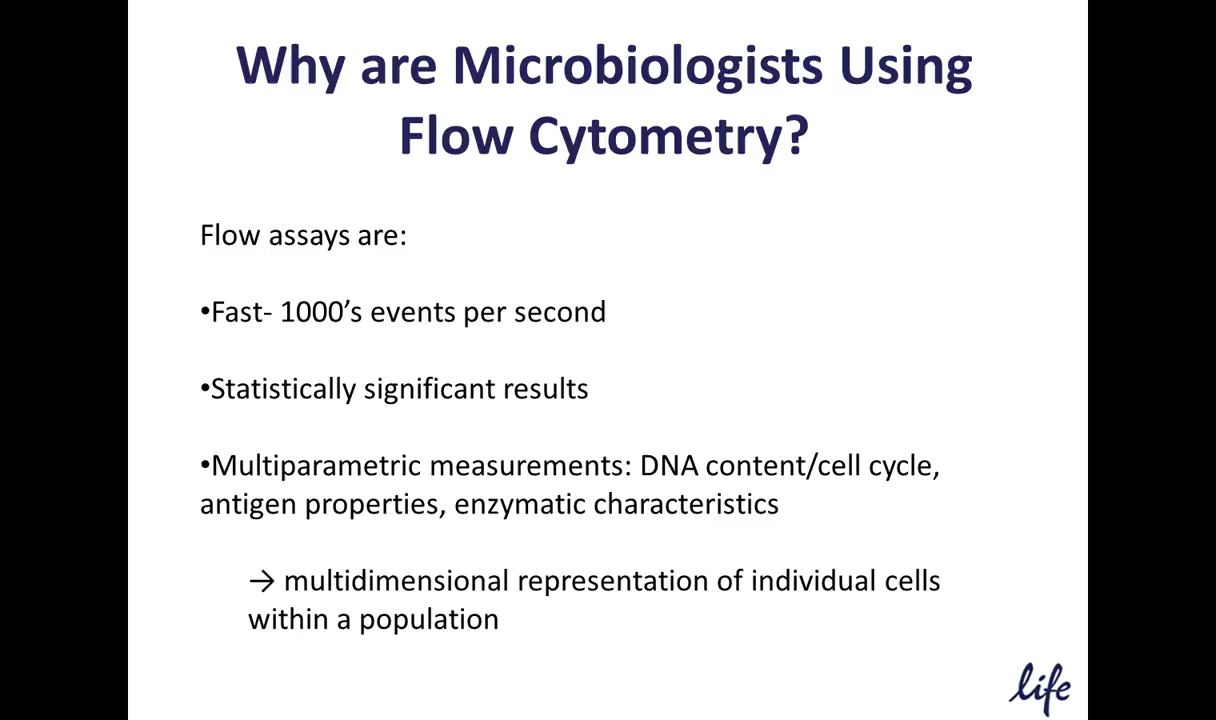 Why are Microbiologists Using
Flow Cytometry?
Flow assays are:
•Fast- 1000’s events per second
•Statistically significant results
•Multiparametric measurements: DNA content/cell cycle,
antigen properties, enzymatic characteristics
→ multidimensional representation of individual cells
within a population
life